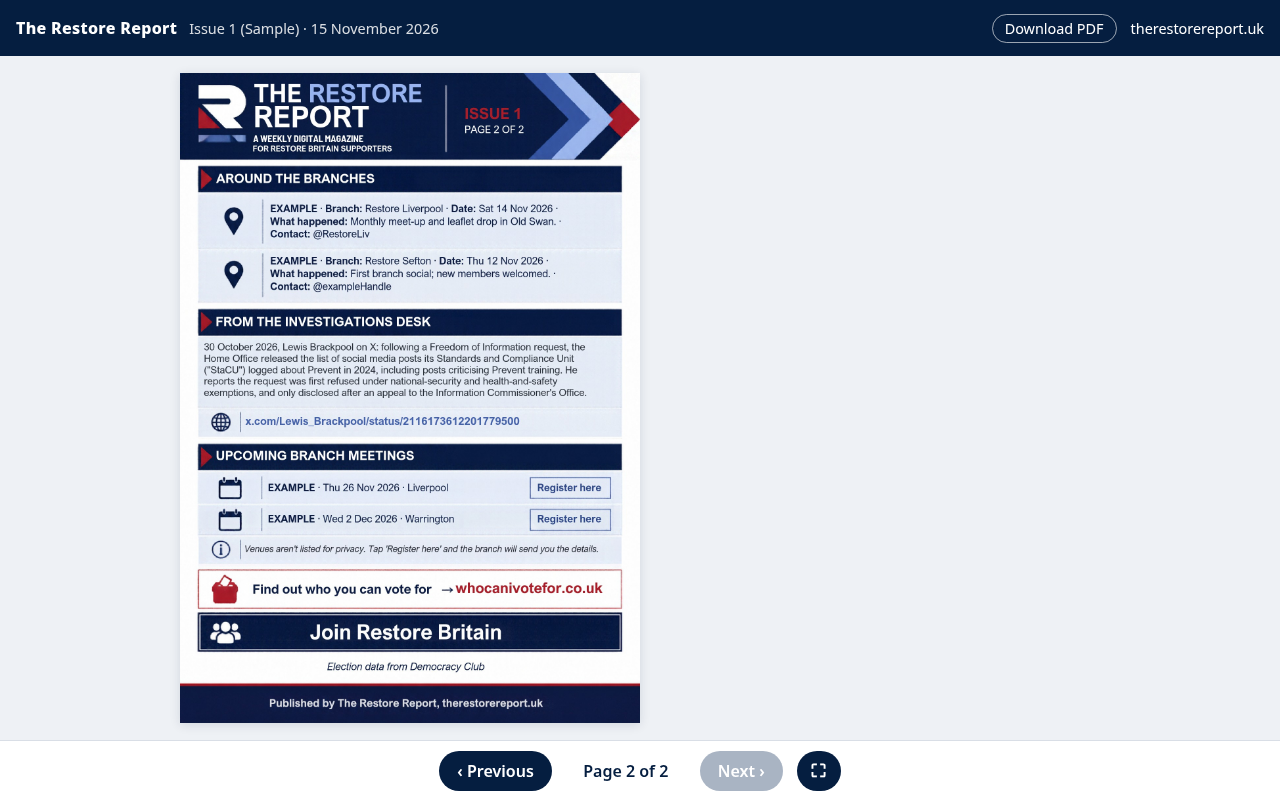 The Restore Report Issue 1 (Sample) · 15 November 2026
Download PDF
therestorereport.uk
THE RESTORE
REPORT
A WEEKLY DIGITAL MAGAZINE
FOR RESTORE BRITAIN SUPPORTERS
ISSUE 1
PAGE 2 OF 2
AROUND THE BRANCHES
EXAMPLE · Branch: Restore Liverpool · Date: Sat 14 Nov 2026 ·
What happened: Monthly meet-up and leaflet drop in Old Swan. ·
Contact: @RestoreLiv
EXAMPLE · Branch: Restore Sefton · Date: Thu 12 Nov 2026 ·
What happened: First branch social; new members welcomed. ·
Contact: @exampleHandle
FROM THE INVESTIGATIONS DESK
30 October 2026, Lewis Brackpool on X: following a Freedom of Information request, the
Home Office released the list of social media posts its Standards and Compliance Unit
("StaCU") logged about Prevent in 2024, including posts criticising Prevent training. He
reports the request was first refused under national-security and health-and-safety
exemptions, and only disclosed after an appeal to the Information Commissioner's Office.
x.com/Lewis_Brackpool/status/2116173612201779500
UPCOMING BRANCH MEETINGS
EXAMPLE · Thu 26 Nov 2026 · Liverpool
Register here
EXAMPLE · Wed 2 Dec 2026 · Warrington
Register here
Venues aren't listed for privacy. Tap 'Register here' and the branch will send you the details.
Find out who you can vote for →whocanivotefor.co.uk
Join Restore Britain
Election data from Democracy Club
Published by The Restore Report, therestorereport.uk
‹ Previous
Page 2 of 2
Next ›